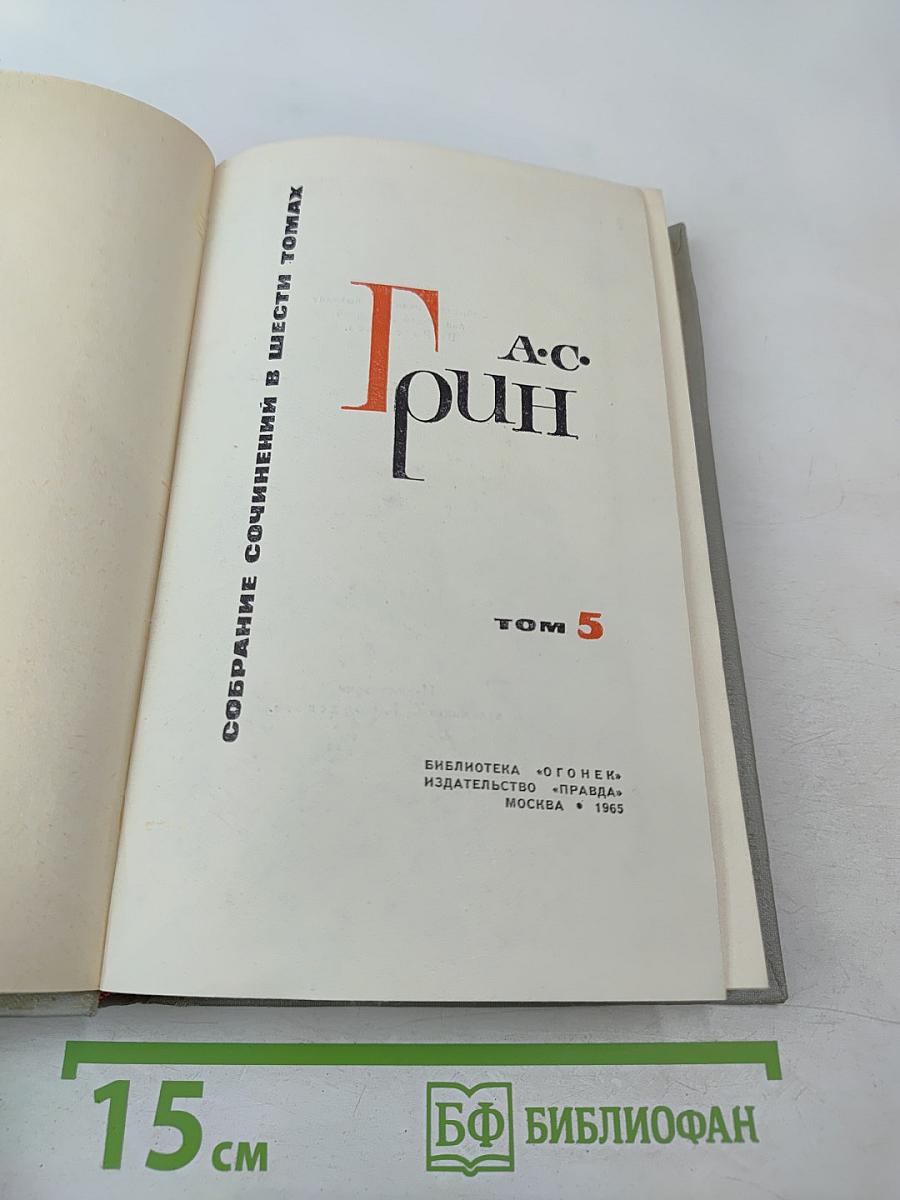 СОБРАНИЕ СОЧИНЕНИЙ В ШЕСТИ ТОМАХ
А·С·
Грин
ТОМ 5
БИБЛИОТЕКА «ОГОНЕК»
ИЗДАТЕЛЬСТВО «ПРАВДА»
МОСКВА • 1965
15 см
БФ БИБЛИОФАН